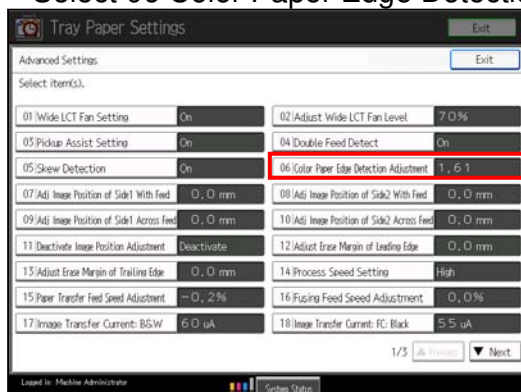 Tray Paper Settings
Exit
Advanced Settings
Exit
Select item(s).
01 Wide LCT Fan Setting On
02 Adjust Wide LCT Fan Level 70%
03 Pickup Assist Setting On
04 Double Feed Detect On
05 Skew Detection On
06 Color Paper Edge Detection Adjustment 1.61
07 Adj Image Position of Side1 With Feed 0.0 mm
08 Adj Image Position of Side2 With Feed 0.0 mm
09 Adj Image Position of Side1 Across Feed 0.0 mm
10 Adj Image Position of Side2 Across Feed 0.0 mm
11 Deactivate Image Position Adjustment Deactivate
12 Adjust Erase Margin of Leading Edge 0.0 mm
13 Adjust Erase Margin of Trailing Edge 0.0 mm
14 Process Speed Setting High
15 Paper Transfer Feed Speed Adjustment -0.2%
16 Fusing Feed Speed Adjustment 0.0%
17 Image Transfer Current: B&W 60 uA
18 Image Transfer Current: FC: Black 55 uA
1/3
▼ Next
Logged in: Machine Administrator
System Status